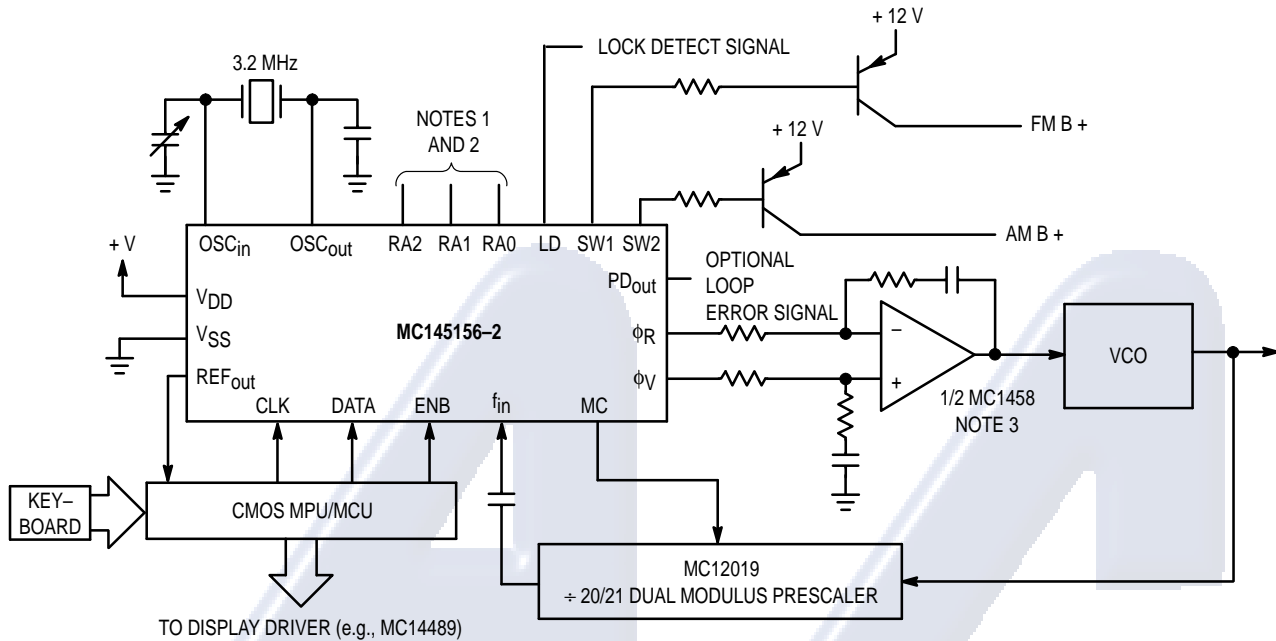 + 12 V
LOCK DETECT SIGNAL
3.2 MHz
NOTES 1
AND 2
FM B +
+ 12 V
AM B +
+ V
OSCin
OSCout
RA2
RA1
RA0
LD
SW1
SW2
PDout
OPTIONAL
LOOP
ERROR SIGNAL
VDD
VSS
MC145156–2
ϕR
ϕV
REFout
CLK
DATA
ENB
fin
MC
–
+
1/2 MC1458
NOTE 3
VCO
KEY–
BOARD
CMOS MPU/MCU
MC12019
÷ 20/21 DUAL MODULUS PRESCALER
TO DISPLAY DRIVER (e.g., MC14489)